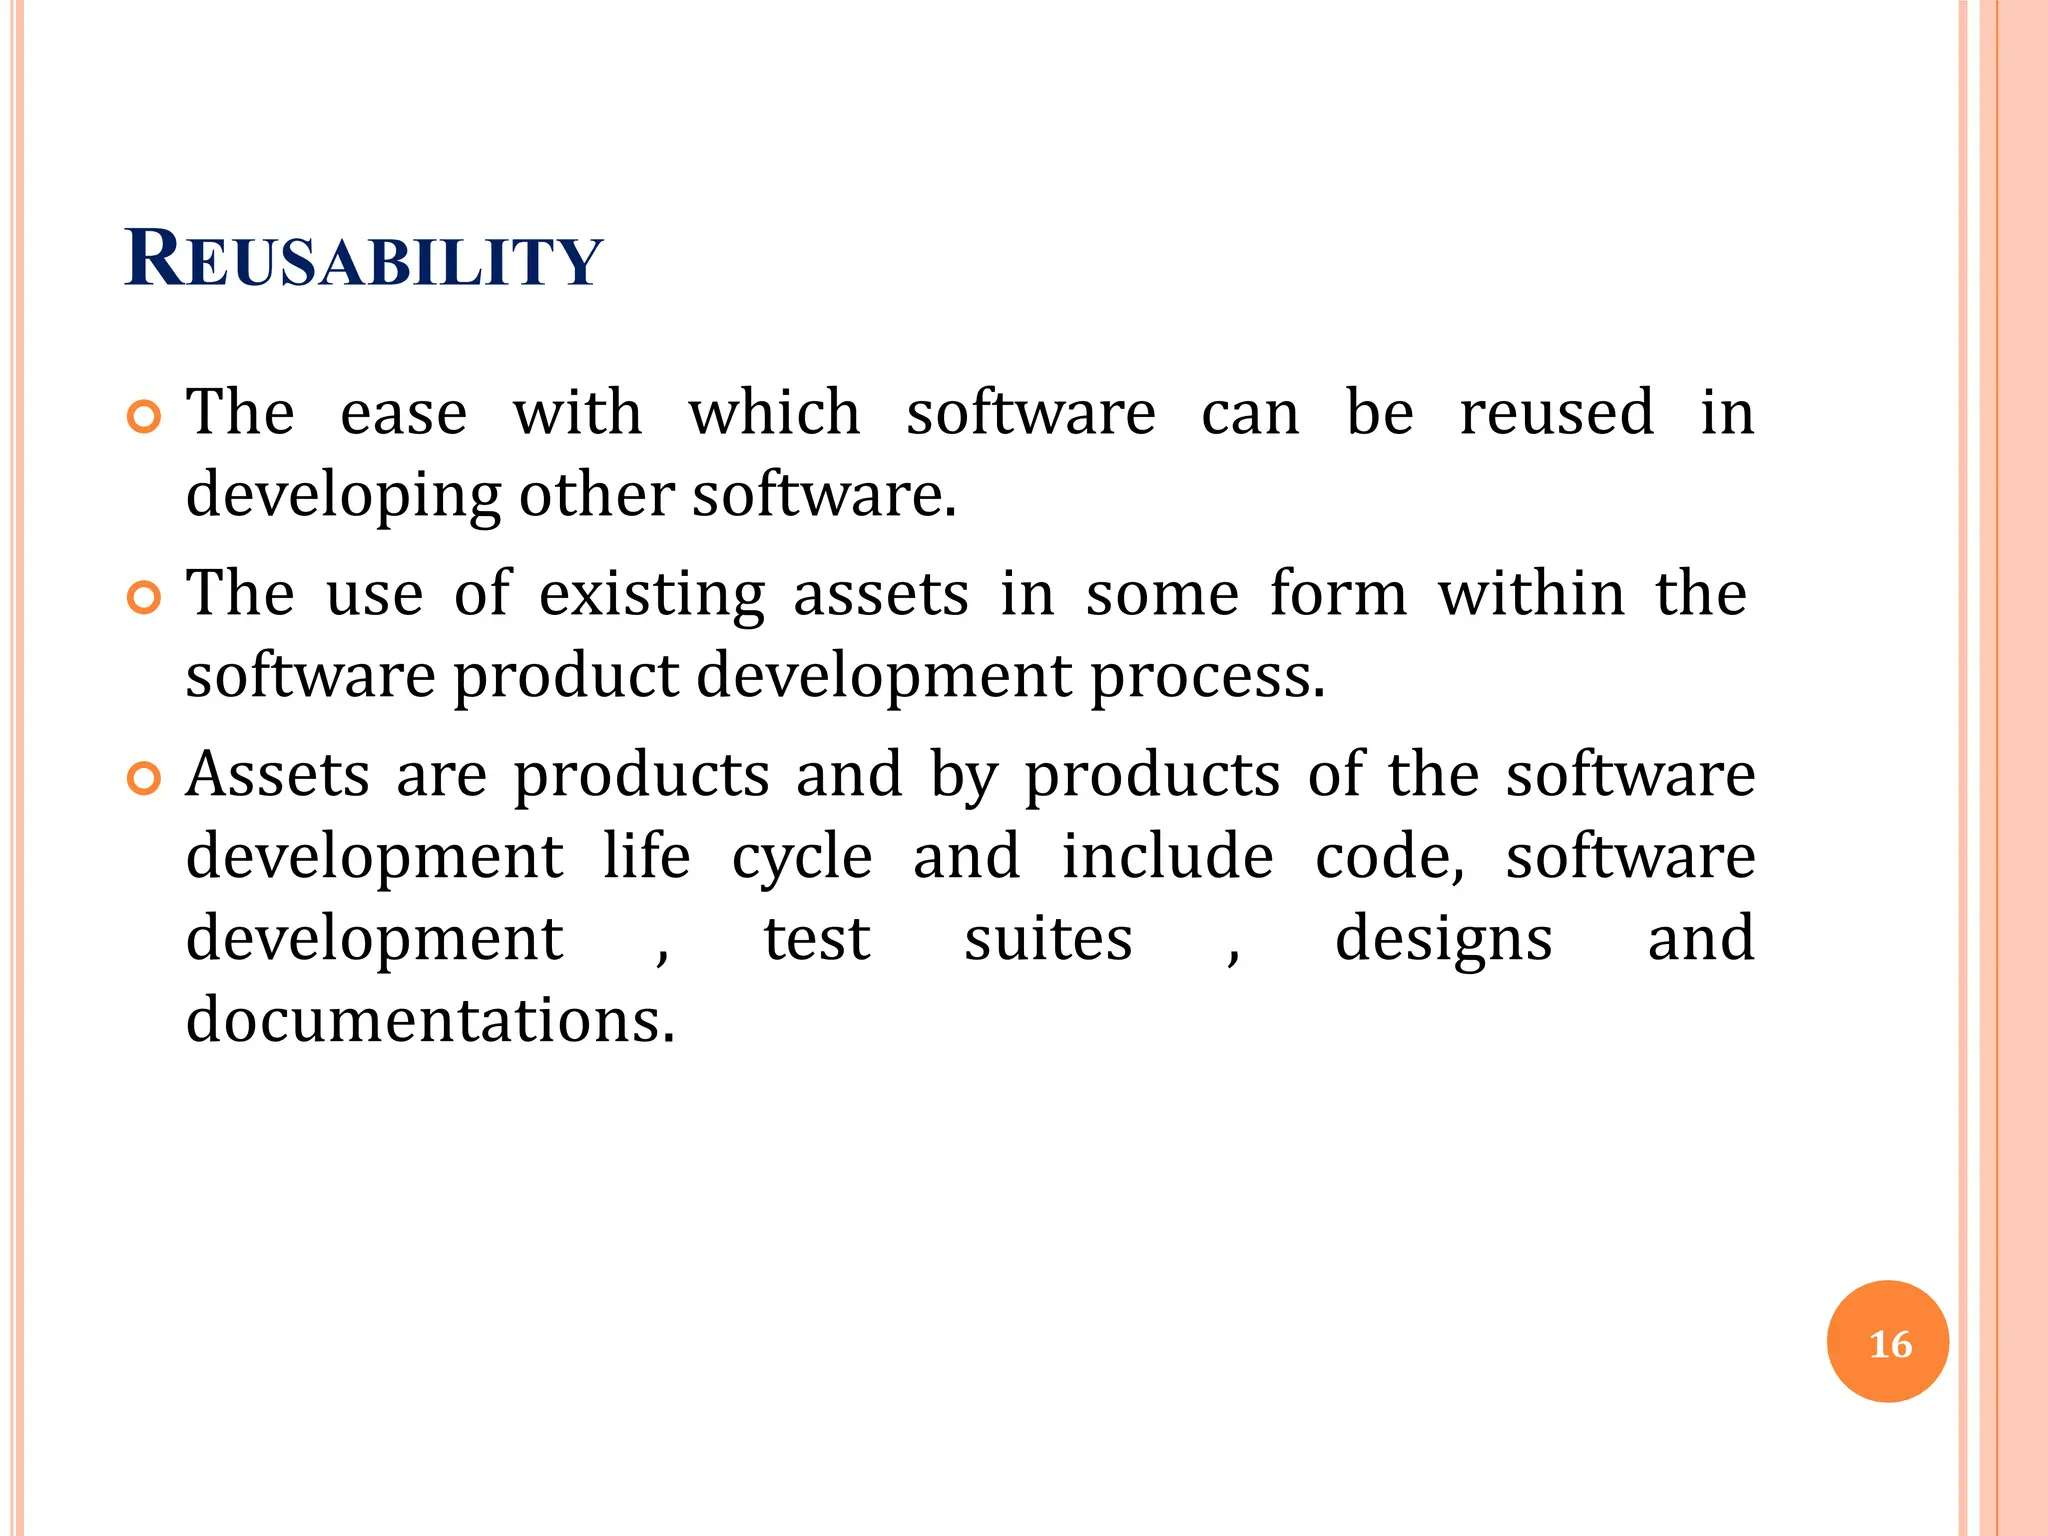 REUSABILITY
The ease with which software can be reused in
developing other software.
The use of existing assets in some form within the
software product development process.
Assets are products and by products of the software
development life cycle and include code, software
development , test suites , designs and
documentations.
16